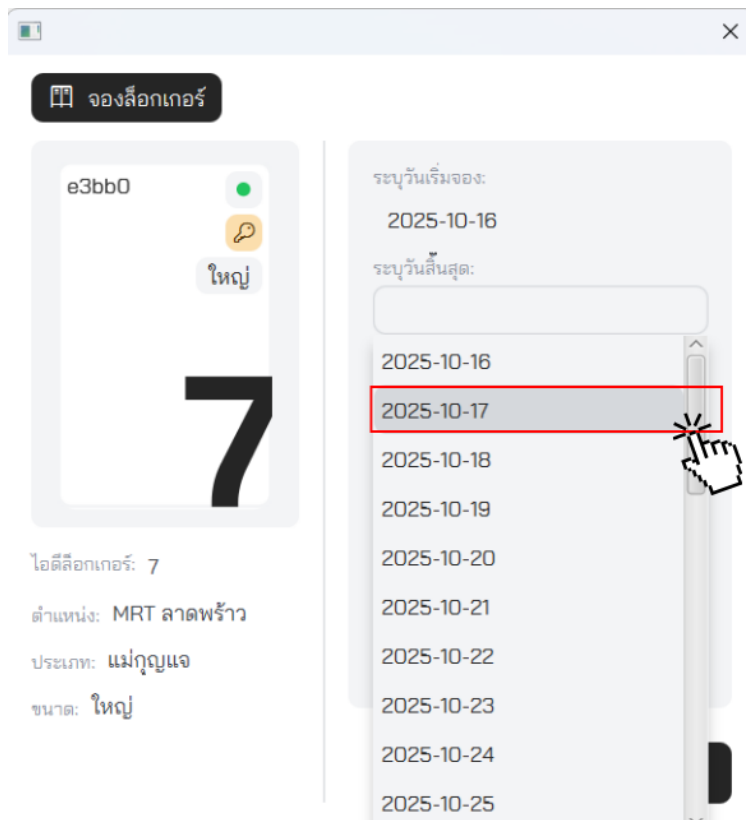 จองล็อกเกอร์
e3bb0
ใหญ่
7
ไอดีล็อกเกอร์: 7
ตำแหน่ง: MRT ลาดพร้าว
ประเภท: แม่กุญแจ
ขนาด: ใหญ่
ระบุวันเริ่มจอง:
2025-10-16
ระบุวันสิ้นสุด:
2025-10-16
2025-10-17
2025-10-18
2025-10-19
2025-10-20
2025-10-21
2025-10-22
2025-10-23
2025-10-24
2025-10-25